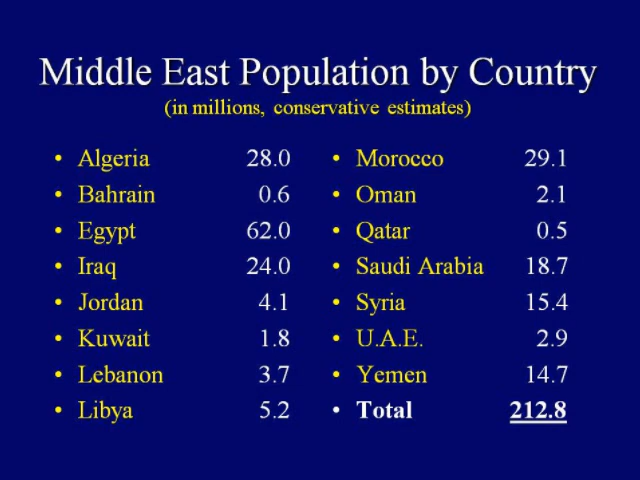 Middle East Population by Country
(in millions, conservative estimates)
• Algeria 28.0
• Bahrain 0.6
• Egypt 62.0
• Iraq 24.0
• Jordan 4.1
• Kuwait 1.8
• Lebanon 3.7
• Libya 5.2
• Morocco 29.1
• Oman 2.1
• Qatar 0.5
• Saudi Arabia 18.7
• Syria 15.4
• U.A.E. 2.9
• Yemen 14.7
• Total 212.8